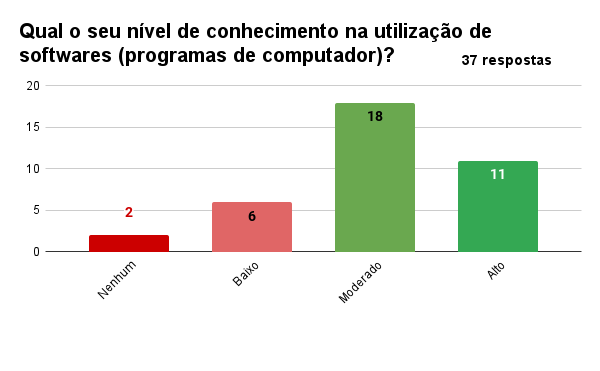 Qual o seu nível de conhecimento na utilização de
softwares (programas de computador)?
37 respostas
20
15
10
5
0
2
6
18
11
Nenhum
Baixo
Moderado
Alto